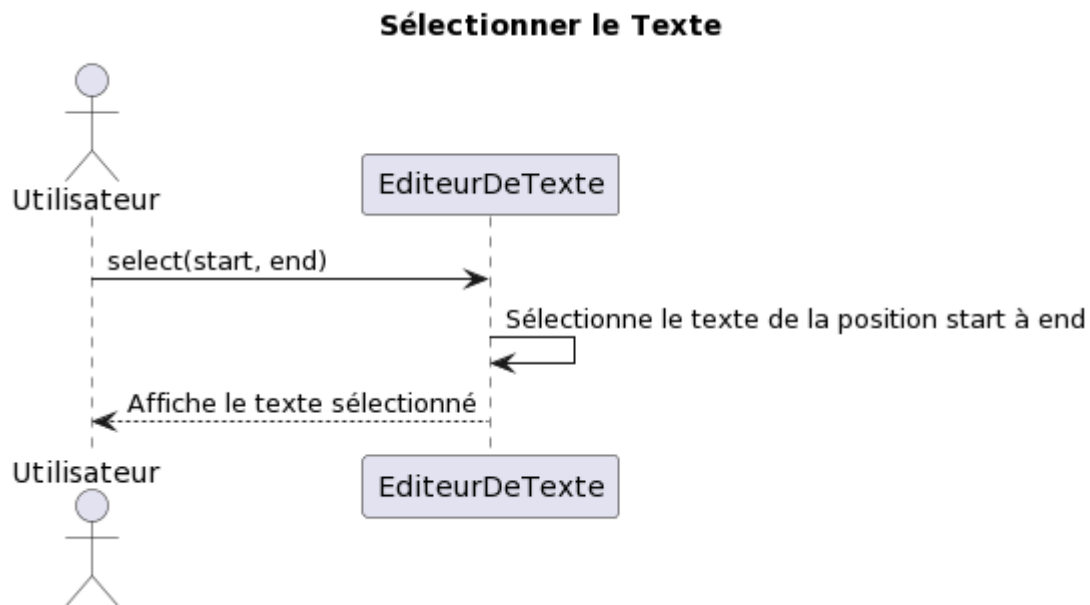 Sélectionner le Texte
Utilisateur
EditeurDeTexte
select(start, end)
Sélectionne le texte de la position start à end
Affiche le texte sélectionné
Utilisateur
EditeurDeTexte